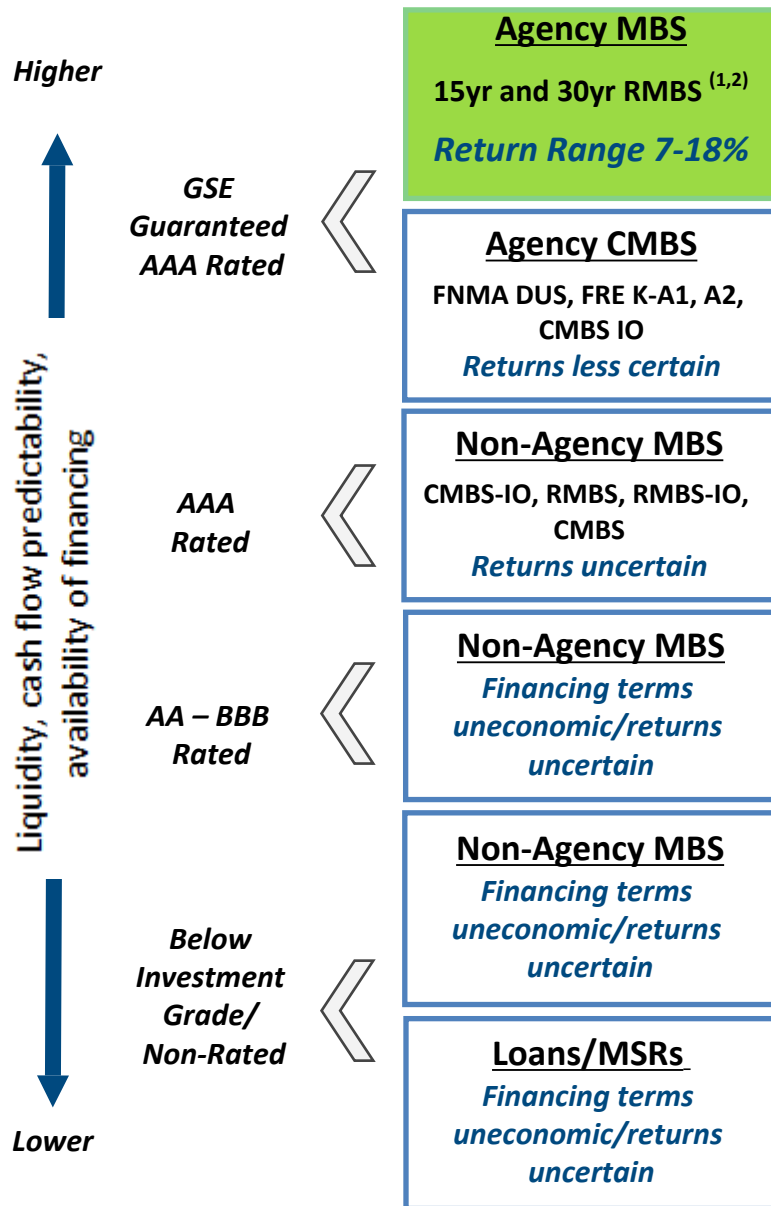 Higher
Liquidity, cash flow predictability,
availability of financing
Lower
GSE
Guaranteed
AAA Rated
AAA
Rated
AA – BBB
Rated
Below
Investment
Grade/
Non-Rated
Agency MBS
15yr and 30yr RMBS (1,2)
Return Range 7-18%
Agency CMBS
FNMA DUS, FRE K-A1, A2,
CMBS IO
Returns less certain
Non-Agency MBS
CMBS-IO, RMBS, RMBS-IO,
CMBS
Returns uncertain
Non-Agency MBS
Financing terms
uneconomic/returns
uncertain
Non-Agency MBS
Financing terms
uneconomic/returns
uncertain
Loans/MSRs
Financing terms
uneconomic/returns
uncertain